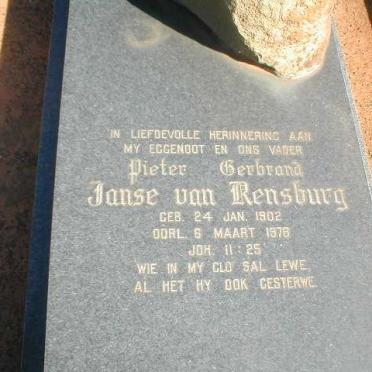 IN LIEFDEVOLLE HERINNERING AAN
MY EGGENOOT EN ONS VADER
Pieter Gerbrand
Janse van Rensburg
GEB. 24 JAN. 1902
OORL. 6 MAART 1978
JOH. 11:25
WIE IN MY GLO SAL LEWE,
AL HET HY OOK GESTERWE.